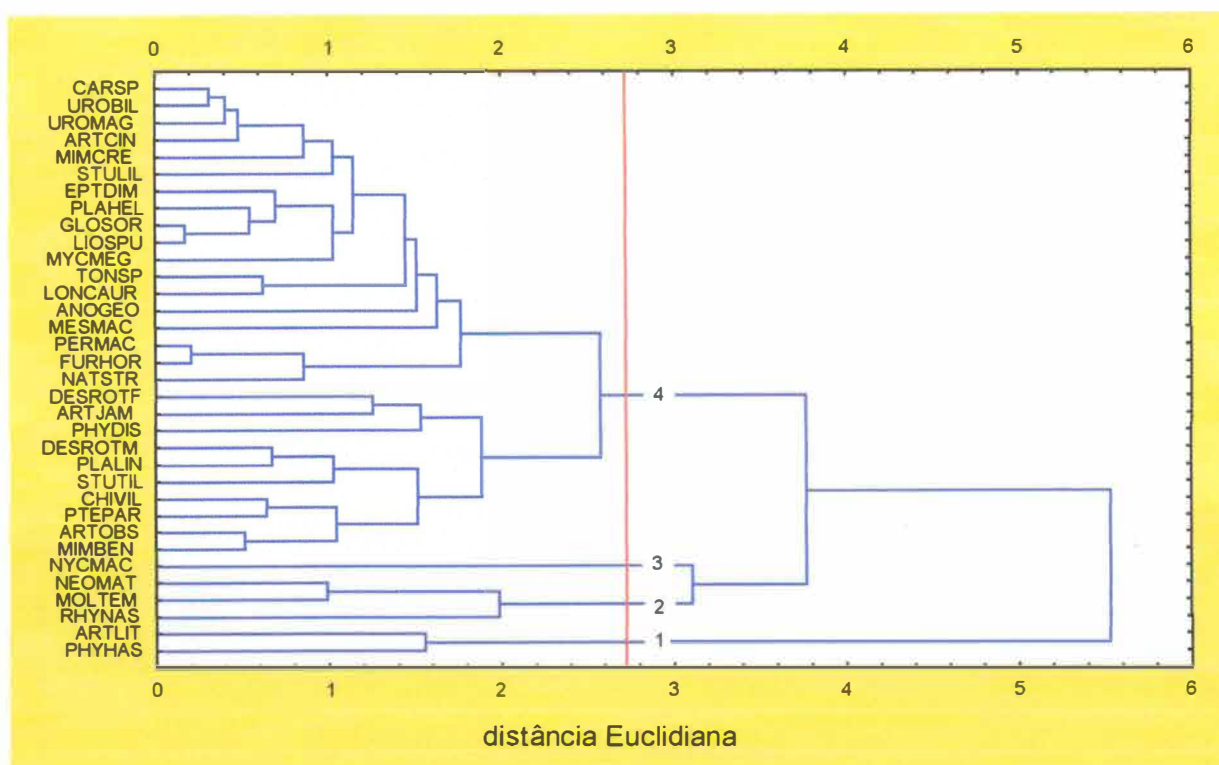 0 1 2 3 4 5 6
CARSP
UROBIL
UROMAG
ARTCIN
MIMCRE
STULIL
EPTDIM
PLAHEL
GLOSOR
LIOSPU
MYCMEG
TONSP
LONCAUR
ANOGEO
MESMAC
PERMAC
FURHOR
NATSTR
DESROTF
4
ARTJAM
PHYDIS
DESROTM
PLALIN
STUTIL
CHIVIL
PTEPAR
ARTOBS
MIMBEN
NYCMAC
3
NEOMAT
MOLTEM
2
RHYNAS
ARTLIT
1
PHYHAS
0 1 2 3 4 5 6
distância Euclidiana